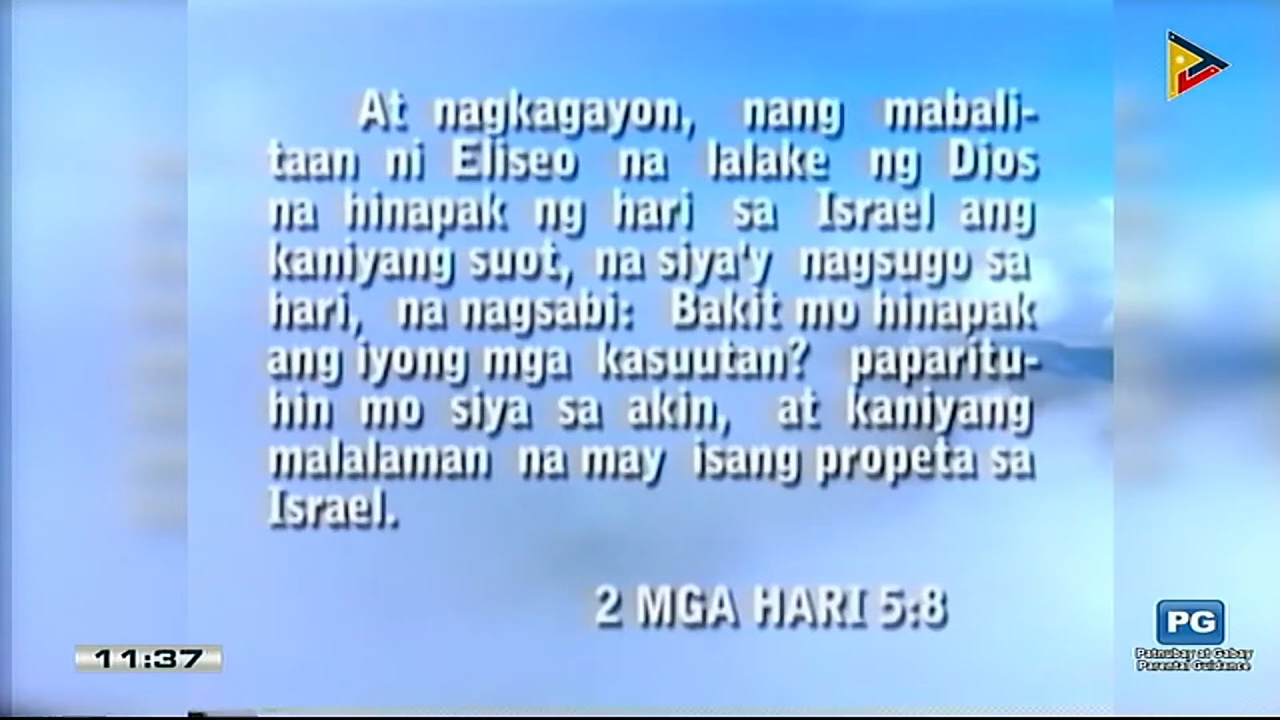 At nagkagayon, nang mabali-
taan ni Eliseo na lalake ng Dios
na hinapak ng hari sa Israel ang
kaniyang suot, na siya'y nagsugo sa
hari, na nagsabi: Bakit mo hinapak
ang iyong mga kasuutan? paparitu-
hin mo siya sa akin, at kaniyang
malalaman na may isang propeta sa
Israel.
2 MGA HARI 5:8
11:37
PG
Patnubay at Gabay
Parental Guidance